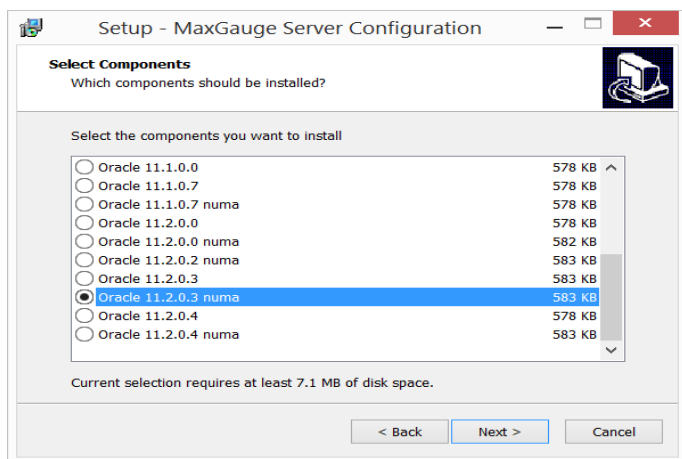 Setup - MaxGauge Server Configuration
Select Components
Which components should be installed?
Select the components you want to install
Oracle 11.1.0.0 578 KB
Oracle 11.1.0.7 578 KB
Oracle 11.1.0.7 numa 578 KB
Oracle 11.2.0.0 578 KB
Oracle 11.2.0.0 numa 582 KB
Oracle 11.2.0.2 numa 583 KB
Oracle 11.2.0.3 583 KB
Oracle 11.2.0.3 numa 583 KB
Oracle 11.2.0.4 578 KB
Oracle 11.2.0.4 numa 583 KB
Current selection requires at least 7.1 MB of disk space.
< Back Next > Cancel